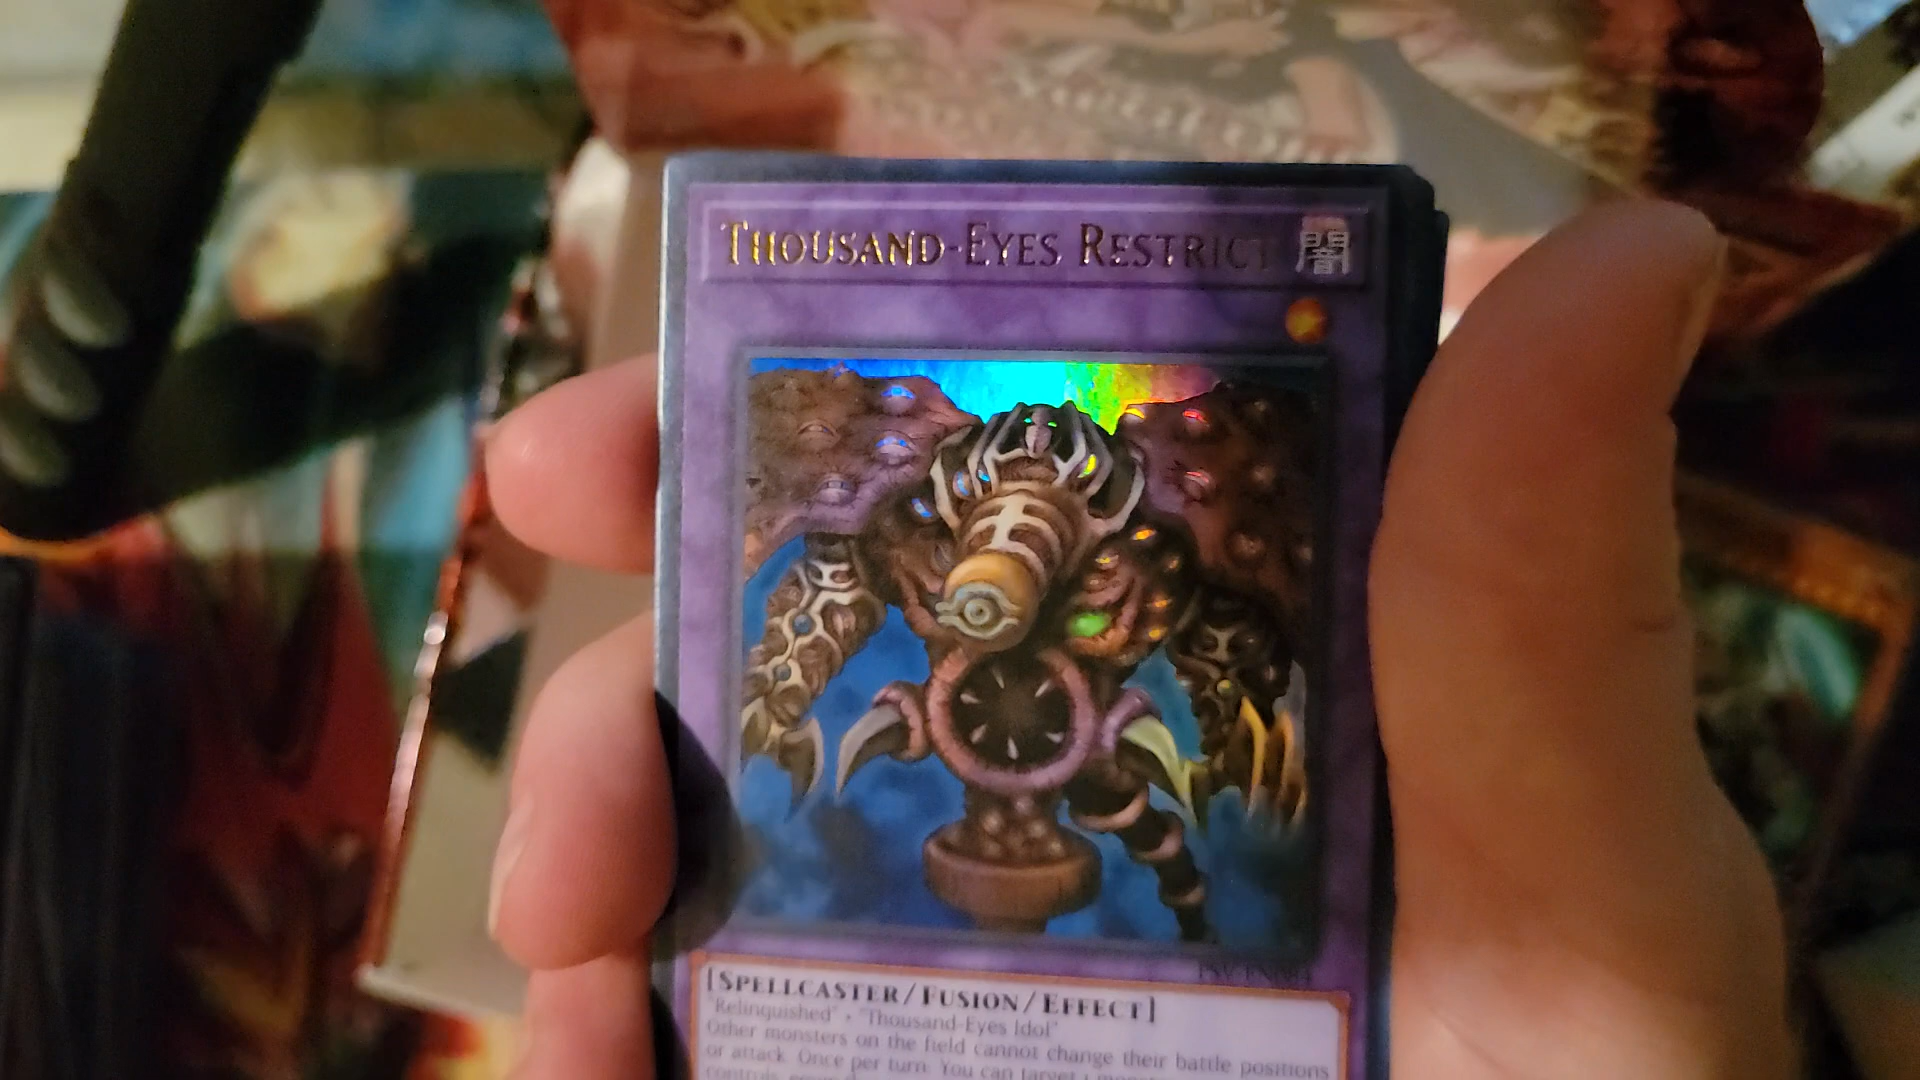 THOUSAND-EYES RESTRICT 闇
[SPELLCASTER/FUSION/EFFECT]
"Relinquished" + "Thousand-Eyes Idol"
Other monsters on the field cannot change their battle positions
or attack. Once per turn: You can target 1